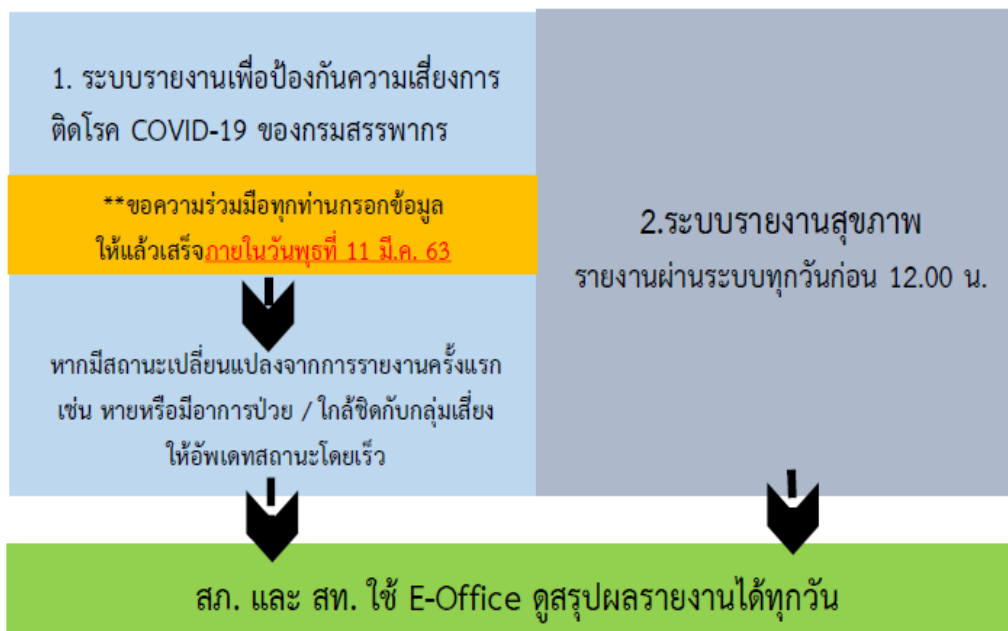 1. ระบบรายงานเพื่อป้องกันความเสี่ยงการ
ติดโรค COVID-19 ของกรมสรรพากร
**ขอความร่วมมือทุกท่านกรอกข้อมูล
ให้แล้วเสร็จภายในวันพุธที่ 11 มี.ค. 63
หากมีสถานะเปลี่ยนแปลงจากการรายงานครั้งแรก
เช่น หายหรือมีอาการป่วย / ใกล้ชิดกับกลุ่มเสี่ยง
ให้อัพเดทสถานะโดยเร็ว
2.ระบบรายงานสุขภาพ
รายงานผ่านระบบทุกวันก่อน 12.00 น.
สภ. และ สท. ใช้ E-Office ดูสรุปผลรายงานได้ทุกวัน